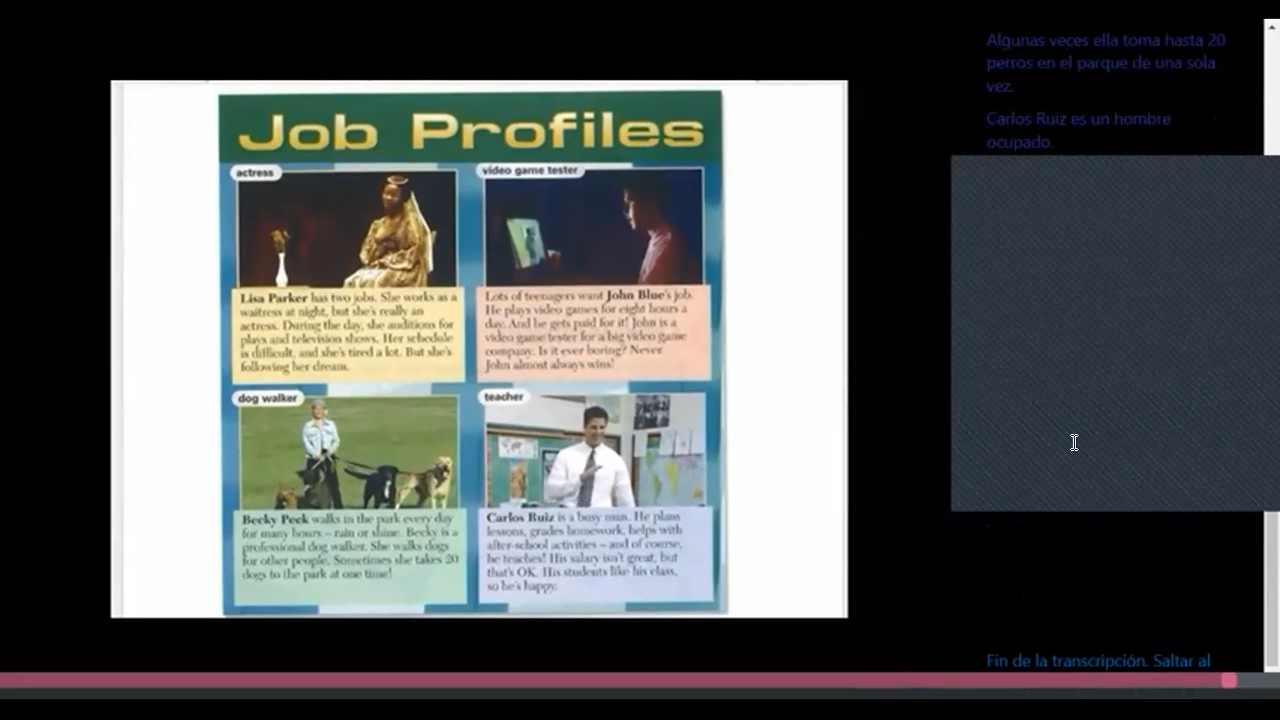 Job Profiles
actress
Lisa Parker has two jobs. She works as a
waitress at night, but she's really an
actress. During the day, she auditions for
plays and television shows. Her schedule
is difficult, and she's tired a lot. But she's
following her dream.
video game tester
Lots of teenagers want John Blue's job.
He plays video games for eight hours a
day. And he gets paid for it! John is a
video game tester for a big video game
company. Is it ever boring? Never
John almost always wins!
dog walker
Becky Peek walks in the park every day
for many hours – rain or shine. Becky is a
professional dog walker. She walks dogs
for other people. Sometimes she takes 20
dogs to the park at one time!
teacher
Carlos Ruiz is a busy man. He plans
lessons, grades homework, helps with
after-school activities – and of course,
he teaches! His salary isn't great, but
that's OK. His students like his class,
so he's happy.
Algunas veces ella toma hasta 20
perros en el parque de una sola
vez.
Carlos Ruiz es un hombre
ocupado.
Fin de la transcripción. Saltar al